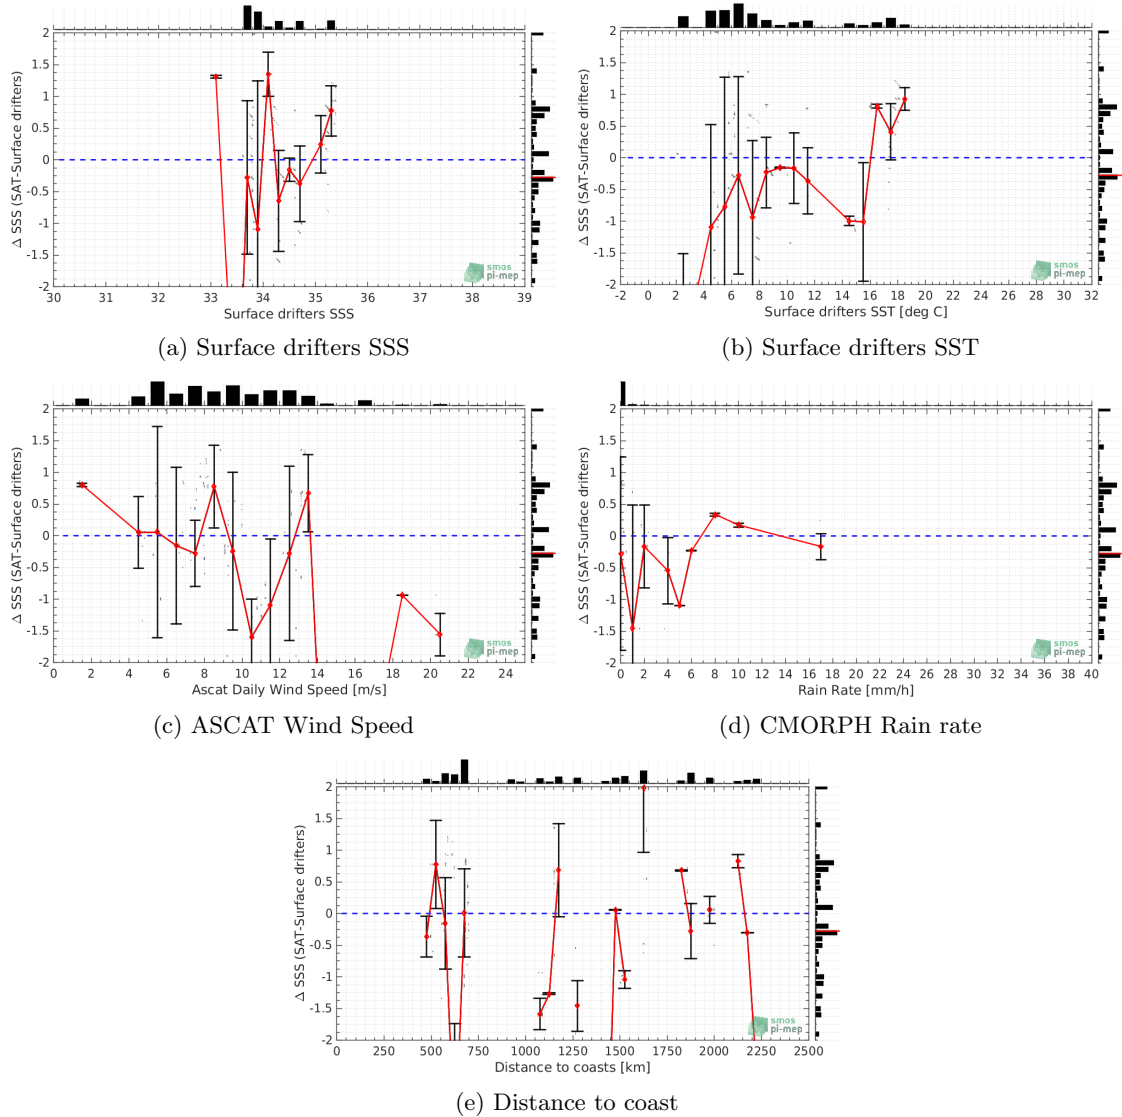 Δ SSS (SAT-Surface drifters)
2
1.5
1
0.5
0
-0.5
-1
-1.5
-2
30 31 32 33 34 35 36 37 38 39
Surface drifters SSS
smos
pi-mep
(a) Surface drifters SSS
Δ SSS (SAT-Surface drifters)
2
1.5
1
0.5
0
-0.5
-1
-1.5
-2
-2 0 2 4 6 8 10 12 14 16 18 20 22 24 26 28 30 32
Surface drifters SST [deg C]
smos
pi-mep
(b) Surface drifters SST
Δ SSS (SAT-Surface drifters)
2
1.5
1
0.5
0
-0.5
-1
-1.5
-2
2 4 6 8 10 12 14 16 18 20 22 24
Ascat Daily Wind Speed [m/s]
smos
pi-mep
(c) ASCAT Wind Speed
Δ SSS (SAT-Surface drifters)
2
1.5
1
0.5
0
-0.5
-1
-1.5
-2
0 2 4 6 8 10 12 14 16 18 20 22 24 26 28 30 32 34 36 38 40
Rain Rate [mm/h]
smos
pi-mep
(d) CMORPH Rain rate
Δ SSS (SAT-Surface drifters)
2
1.5
1
0.5
0
-0.5
-1
-1.5
-2
0 250 500 750 1000 1250 1500 1750 2000 2250 2500
Distance to coasts [km]
smos
pi-mep
(e) Distance to coast